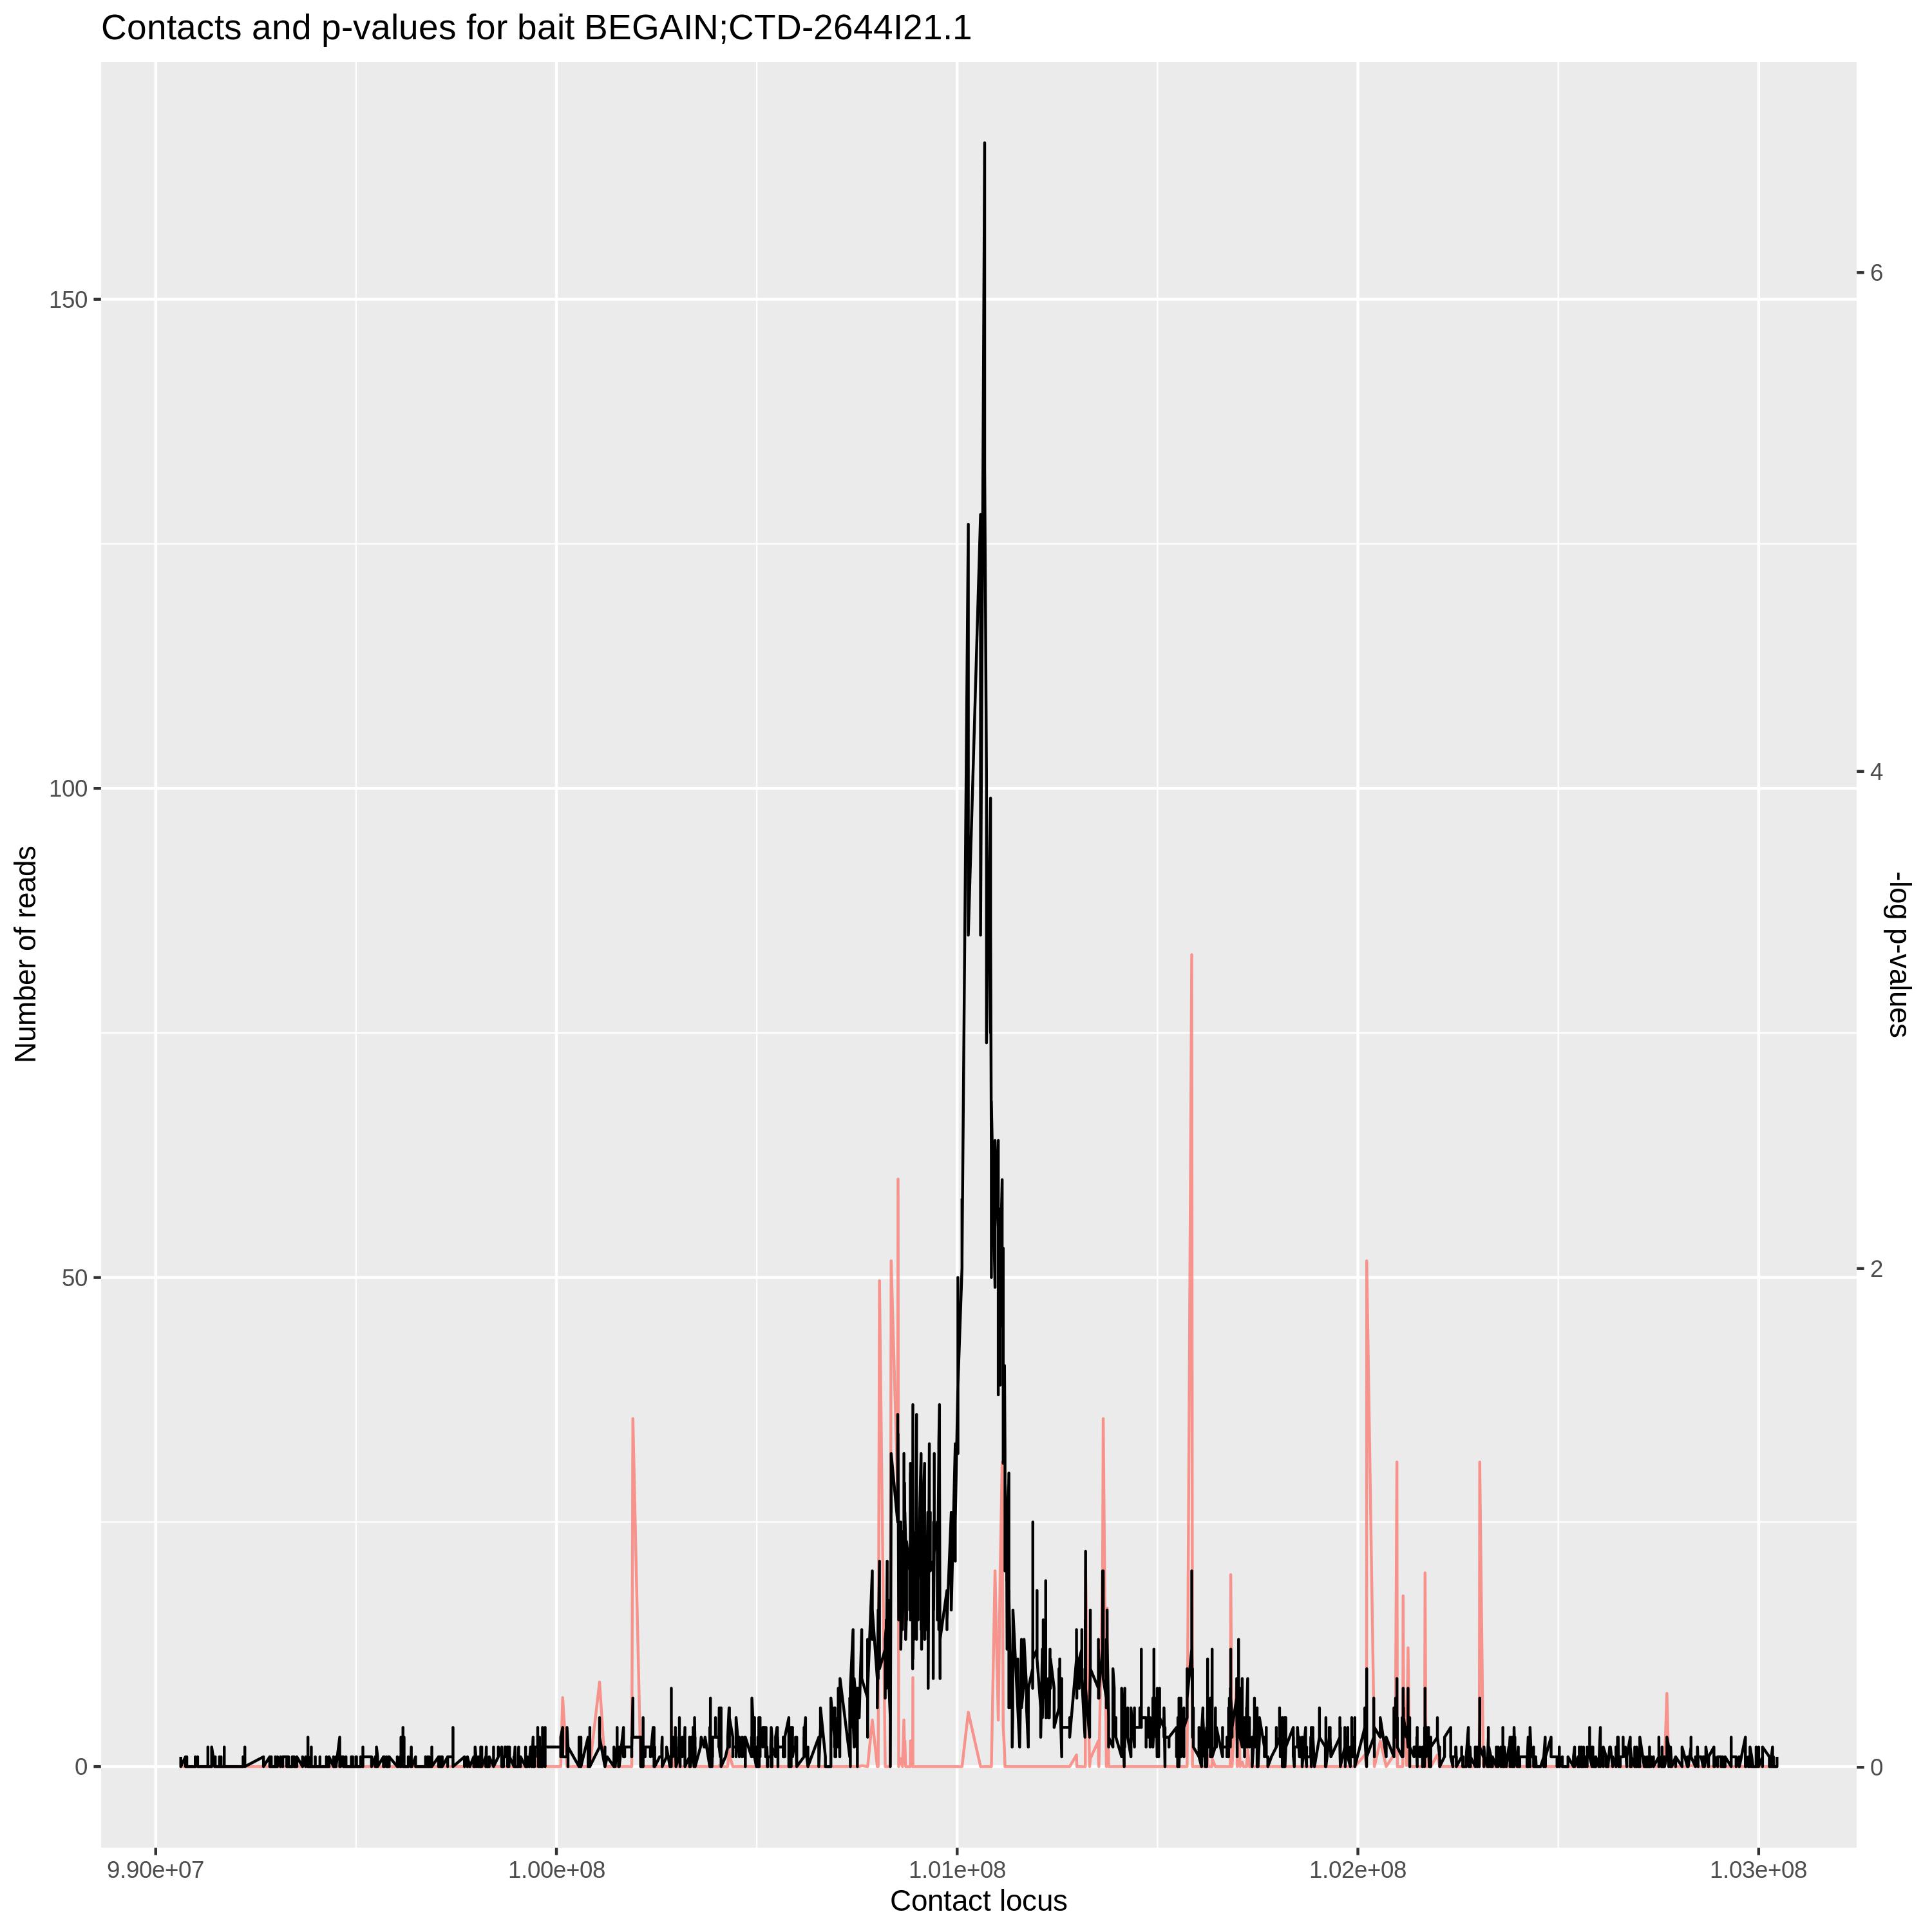 Contacts and p-values for bait BEGAIN;CTD-2644I21.1
150
100
50
0
Number of reads
6
4
2
0
-log p-values
9.90e+07
1.00e+08
1.01e+08
1.02e+08
1.03e+08
Contact locus